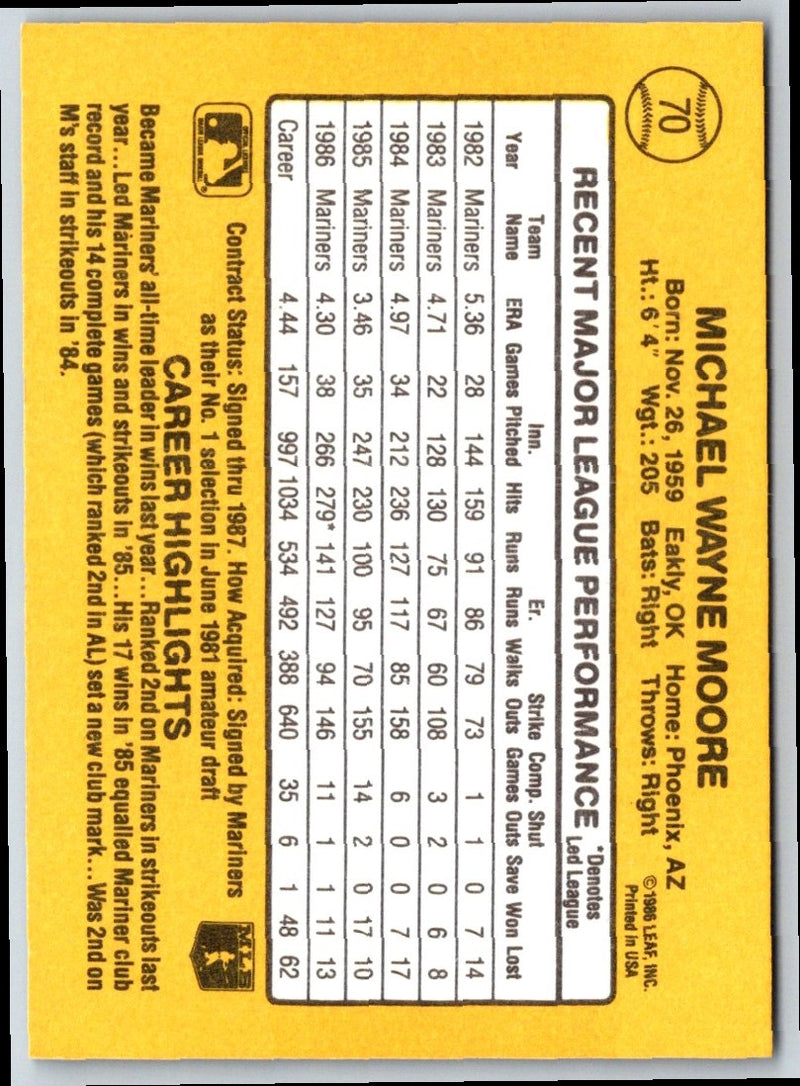 70
MICHAEL WAYNE MOORE
Born: Nov. 26, 1959 Eakly, OK Home: Phoenix, AZ
Ht.: 6'4" Wgt.: 205 Bats: Right Throws: Right
©1986 LEAF, INC.
Printed in USA
RECENT MAJOR LEAGUE PERFORMANCE *Denotes Led League
Year Team Name ERA Games Inn. Pitched Hits Runs Er. Runs Walks Strike Outs Comp. Games Shut Outs Save Won Lost
1982 Mariners 5.36 28 144 159 91 86 79 73 1 1 0 7 14
1983 Mariners 4.71 22 128 130 75 67 60 108 3 2 0 6 8
1984 Mariners 4.97 34 212 236 127 117 85 158 6 0 0 7 17
1985 Mariners 3.46 35 247 230 100 95 70 155 14 2 0 17 10
1986 Mariners 4.30 38 266 279* 141 127 94 146 11 1 1 11 13
Career 4.44 157 997 1034 534 492 388 640 35 6 1 48 62
Contract Status: Signed thru 1987. How Acquired: Signed by Mariners
as their No. 1 selection in June 1981 amateur draft
MLB
CAREER HIGHLIGHTS
Became Mariners' all-time leader in wins last year...Ranked 2nd on Mariners in strikeouts last
year...Led Mariners in wins and strikeouts in '85...His 17 wins in '85 equalled Mariner club
record and his 14 complete games (which ranked 2nd in AL) set a new club mark...Was 2nd on
M's staff in strikeouts in '84.